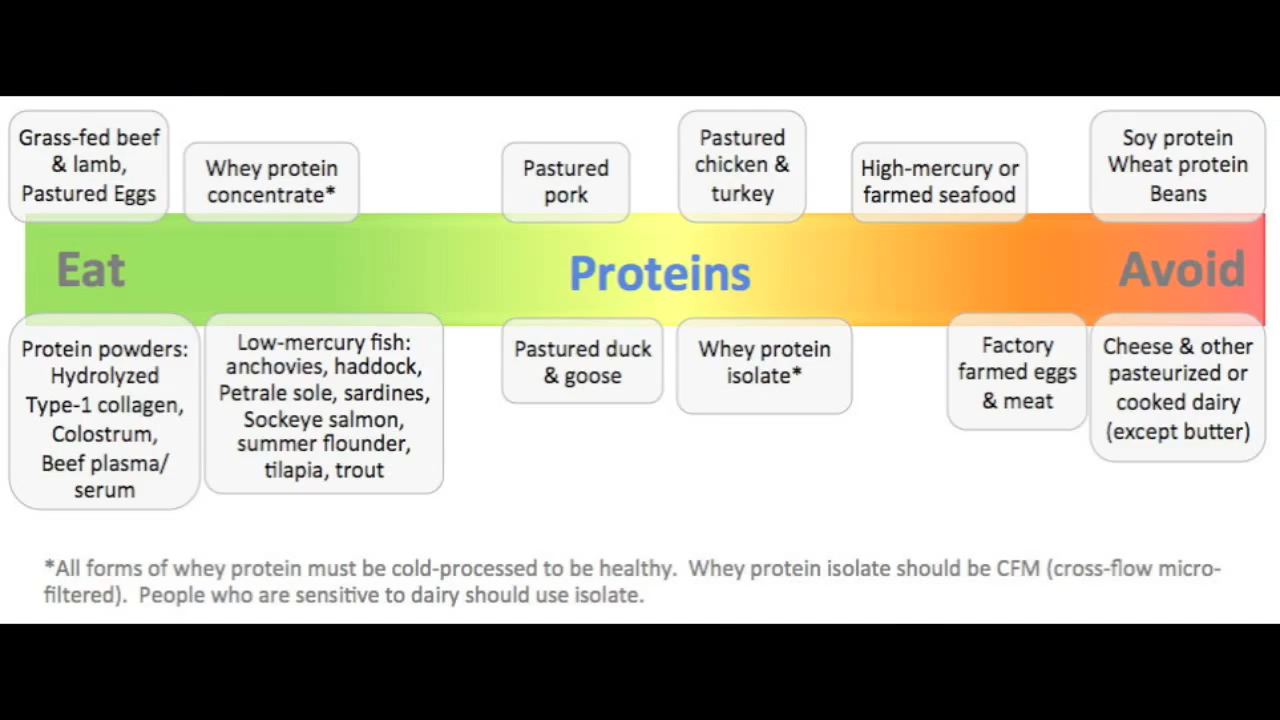 Grass-fed beef
& lamb,
Pastured Eggs
Whey protein
concentrate*
Pastured
pork
Pastured
chicken &
turkey
High-mercury or
farmed seafood
Soy protein
Wheat protein
Beans
Eat
Proteins
Avoid
Protein powders:
Hydrolyzed
Type-1 collagen,
Colostrum,
Beef plasma/
serum
Low-mercury fish:
anchovies, haddock,
Petrale sole, sardines,
Sockeye salmon,
summer flounder,
tilapia, trout
Pastured duck
& goose
Whey protein
isolate*
Factory
farmed eggs
& meat
Cheese & other
pasteurized or
cooked dairy
(except butter)
*All forms of whey protein must be cold-processed to be healthy.  Whey protein isolate should be CFM (cross-flow micro-
filtered).  People who are sensitive to dairy should use isolate.